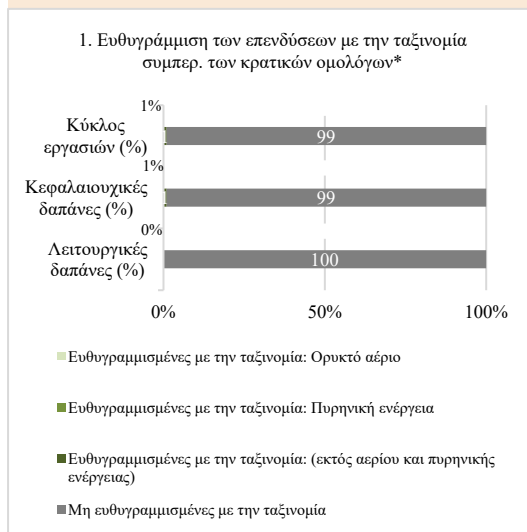 1. Ευθυγράμμιση των επενδύσεων με την ταξινομία
συμπερ. των κρατικών ομολόγων*
1%
Κύκλος
εργασιών (%)
99
1%
Κεφαλαιουχικές
δαπάνες (%)
99
0%
Λειτουργικές
δαπάνες (%)
100
0% 50% 100%
Ευθυγραμμισμένες με την ταξινομία: Ορυκτό αέριο
Ευθυγραμμισμένες με την ταξινομία: Πυρηνική ενέργεια
Ευθυγραμμισμένες με την ταξινομία: (εκτός αερίου και πυρηνικής
ενέργειας)
Μη ευθυγραμμισμένες με την ταξινομία